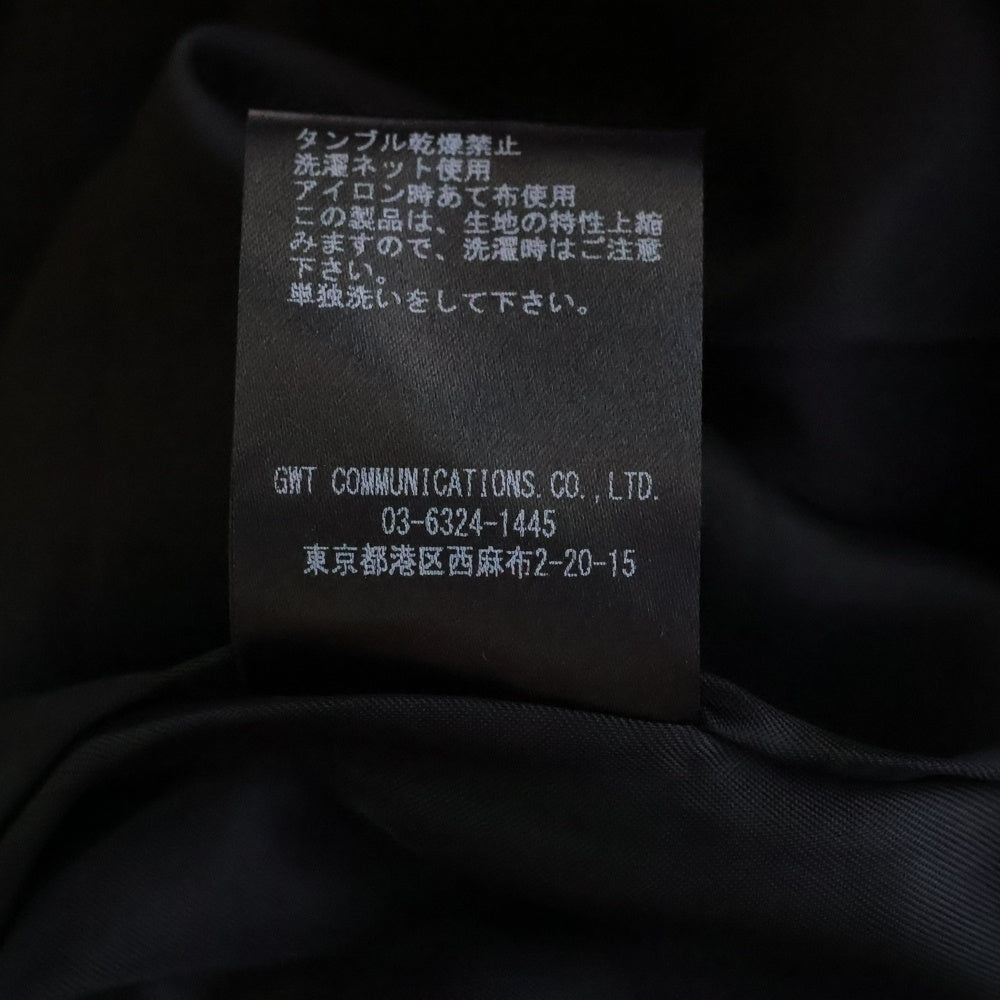 タンブル乾燥禁止
洗濯ネット使用
アイロン時あて布使用
この製品は、生地の特性上縮
みますので、洗濯時はご注意
下さい。
単独洗いをして下さい。
GWT COMMUNICATIONS.CO.,LTD.
03-6324-1445
東京都港区西麻布2-20-15